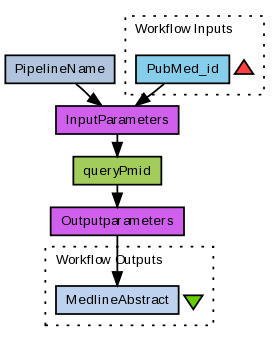 Workflow Inputs
PipelineName
PubMed_id
InputParameters
queryPmid
Outputparameters
Workflow Outputs
MedlineAbstract